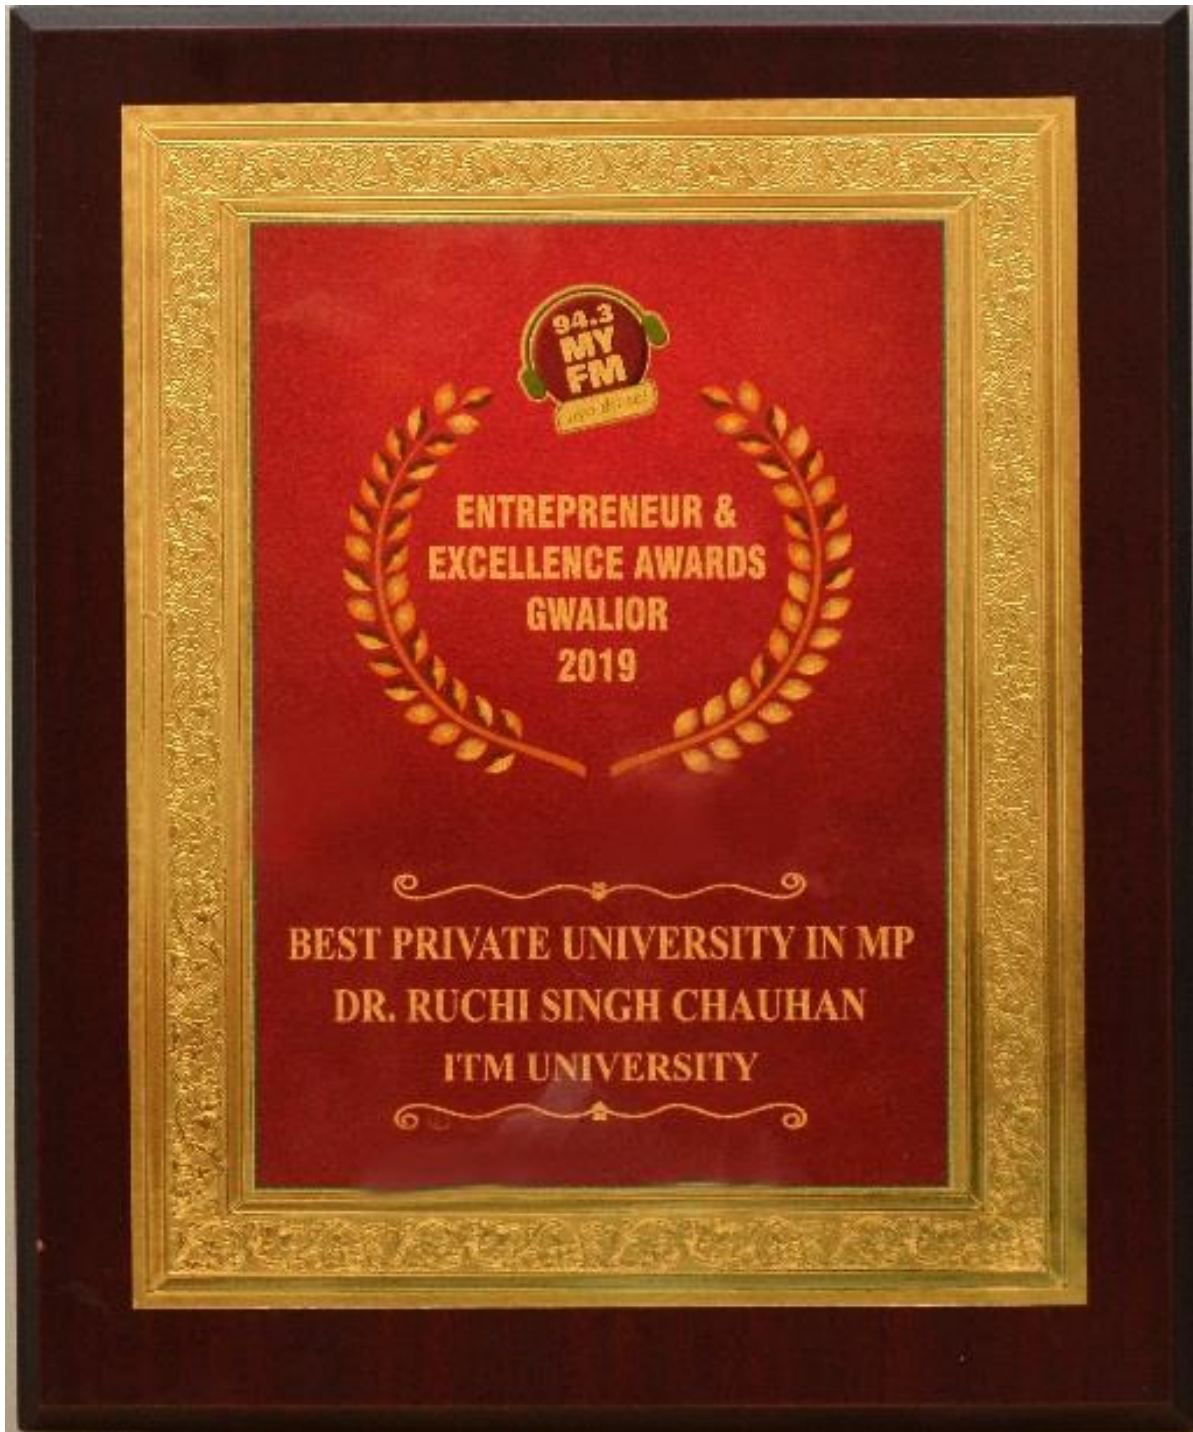 94.3
MY
FM
ENTREPRENEUR &
EXCELLENCE AWARDS
GWALIOR
2019
BEST PRIVATE UNIVERSITY IN MP
DR. RUCHI SINGH CHAUHAN
ITM UNIVERSITY